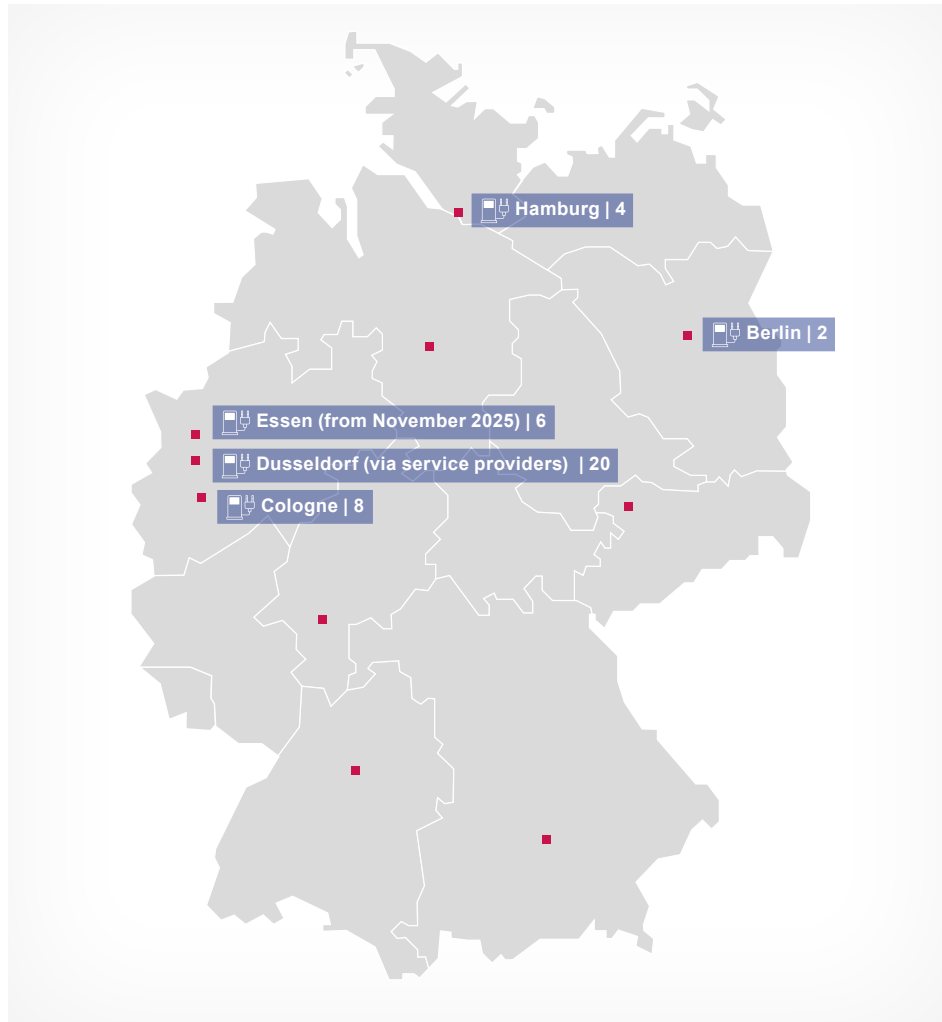 Hamburg | 4
Berlin | 2
Essen (from November 2025) | 6
Dusseldorf (via service providers) | 20
Cologne | 8